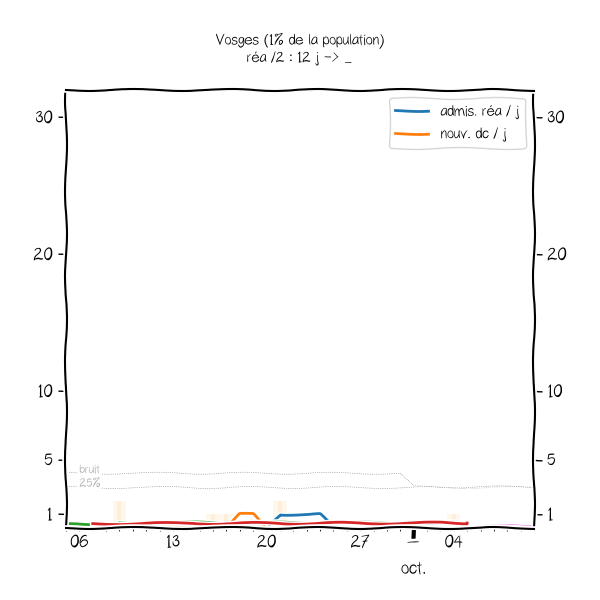 Vosges (1% de la population)
réa /2 : 12 j -> _
admis. réa / j
nouv. dc / j
30
30
20
20
10
10
5
5
bruit
25%
1
1
06
13
20
27
04
oct.